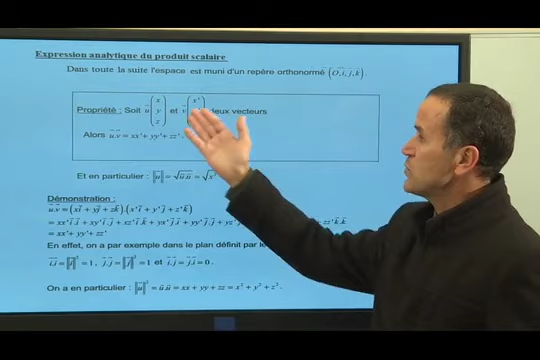 Expression analytique du produit scalaire
Dans toute la suite l'espace est muni d'un repère orthonormé (O, i⃗, j⃗, k⃗).
Propriété : Soit u⃗ (x y z) et v⃗ (x' deux vecteurs
Alors u⃗.v⃗ = xx'+ yy'+ zz'.
Et en particulier : ‖u⃗‖ = √u⃗.u⃗ = √x²
Démonstration :
u⃗.v⃗ = (xi⃗ + yj⃗ + zk⃗).(x'i⃗ + y'j⃗ + z'k⃗)
= xx'i⃗.i⃗ + xy'i⃗.j⃗ + xz'i⃗.k⃗ + yx'j⃗.i⃗ + yy'j⃗.j⃗ + zz'k⃗.k⃗
= xx'+ yy'+ zz'
En effet, on a par exemple dans le plan définit par le
i⃗.i⃗ = ‖i⃗‖² = 1, j⃗.j⃗ = ‖j⃗‖² = 1 et i⃗.j⃗ = j⃗.i⃗ = 0.
On a en particulier : ‖u⃗‖² = u⃗.u⃗ = xx + yy + zz = x² + y² + z².